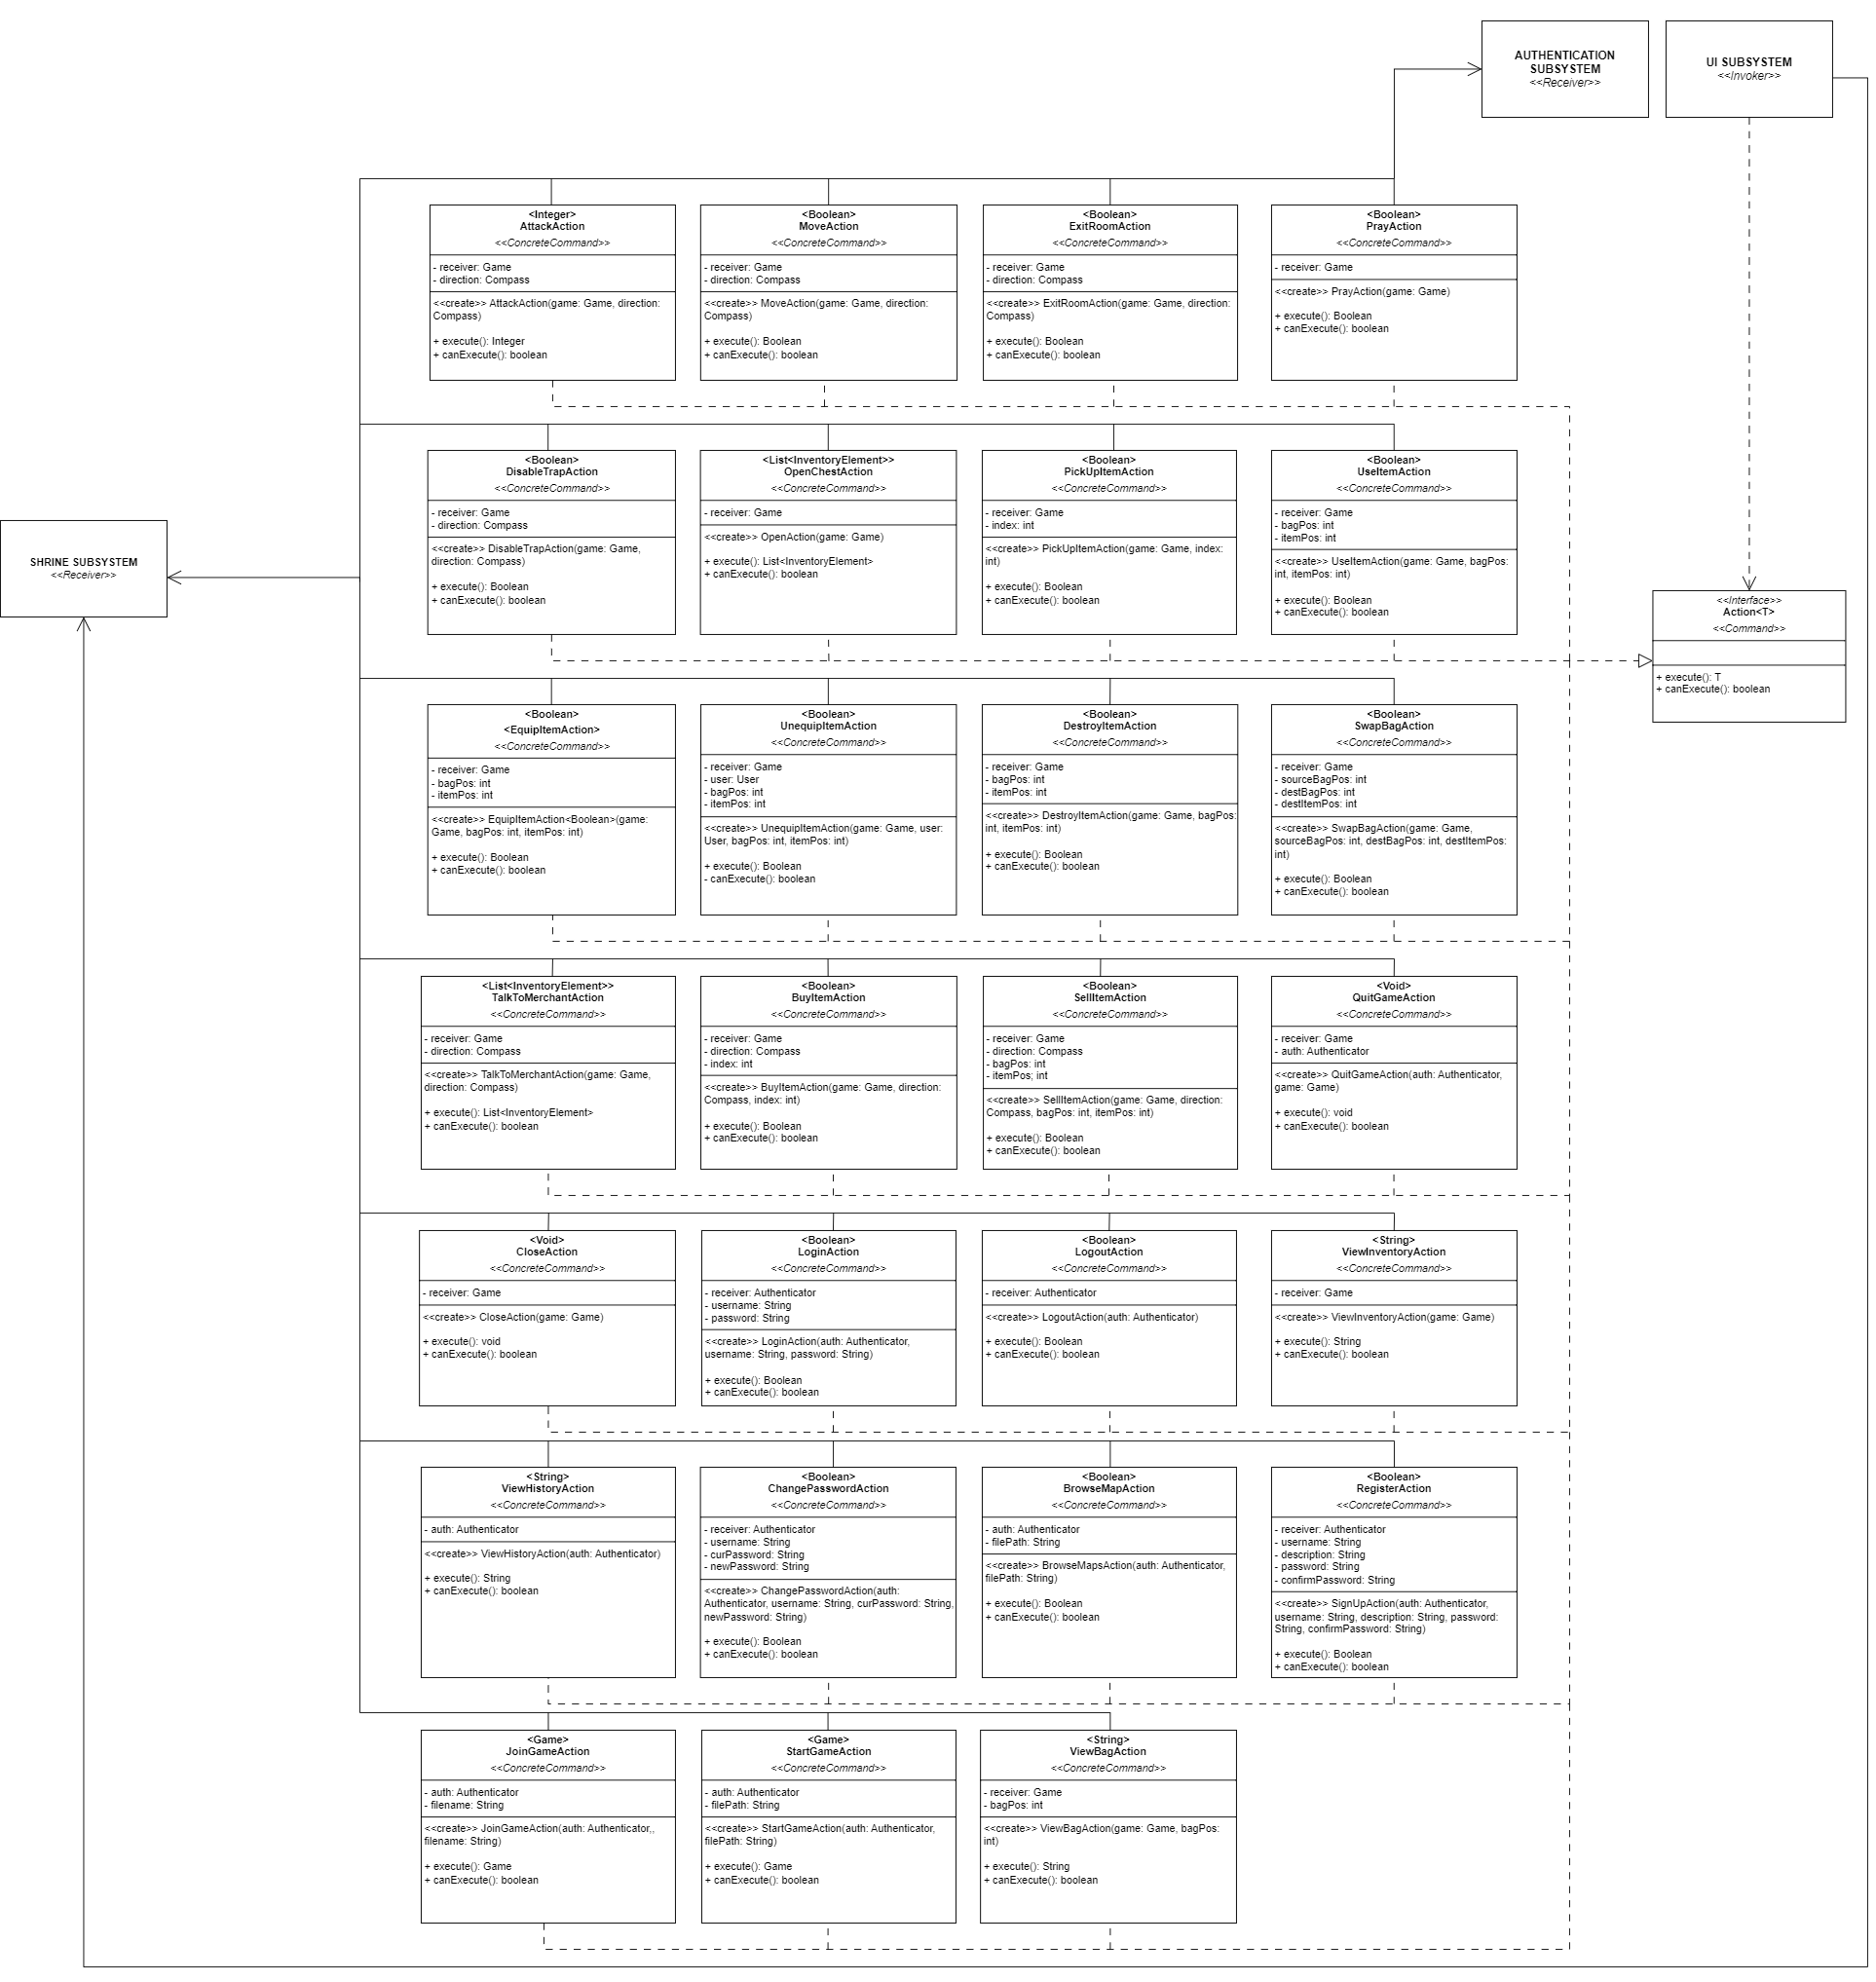 AUTHENTICATION
SUBSYSTEM
<<Receiver>>
UI SUBSYSTEM
<<Invoker>>
<Integer>
AttackAction
<<ConcreteCommand>>
- receiver: Game
- direction: Compass
<<create>> AttackAction(game: Game, direction:
Compass)
+ execute(): Integer
+ canExecute(): boolean
<Boolean>
MoveAction
<<ConcreteCommand>>
- receiver: Game
- direction: Compass
<<create>> MoveAction(game: Game, direction:
Compass)
+ execute(): Boolean
+ canExecute(): boolean
<Boolean>
ExitRoomAction
<<ConcreteCommand>>
- receiver: Game
- direction: Compass
<<create>> ExitRoomAction(game: Game, direction:
Compass)
+ execute(): Boolean
+ canExecute(): boolean
<Boolean>
PrayAction
<<ConcreteCommand>>
- receiver: Game
<<create>> PrayAction(game: Game)
+ execute(): Boolean
+ canExecute(): boolean
SHRINE SUBSYSTEM
<<Receiver>>
<Boolean>
DisableTrapAction
<<ConcreteCommand>>
- receiver: Game
- direction: Compass
<<create>> DisableTrapAction(game: Game,
direction: Compass)
+ execute(): Boolean
+ canExecute(): boolean
<List<InventoryElement>>
OpenChestAction
<<ConcreteCommand>>
- receiver: Game
<<create>> OpenAction(game: Game)
+ execute(): List<InventoryElement>
+ canExecute(): boolean
<Boolean>
PickUpItemAction
<<ConcreteCommand>>
- receiver: Game
- index: int
<<create>> PickUpItemAction(game: Game, index:
int)
+ execute(): Boolean
+ canExecute(): boolean
<Boolean>
UseItemAction
<<ConcreteCommand>>
- receiver: Game
- bagPos: int
- itemPos: int
<<create>> UseItemAction(game: Game, bagPos:
int, itemPos: int)
+ execute(): Boolean
+ canExecute(): boolean
<<Interface>>
Action<T>
<<Command>>
+ execute(): T
+ canExecute(): boolean
<Boolean>
<EquipItemAction>
<<ConcreteCommand>>
- receiver: Game
- bagPos: int
- itemPos: int
<<create>> EquipItemAction<Boolean>(game:
Game, bagPos: int, itemPos: int)
+ execute(): Boolean
+ canExecute(): boolean
<Boolean>
UnequipItemAction
<<ConcreteCommand>>
- receiver: Game
- user: User
- bagPos: int
- itemPos: int
<<create>> UnequipItemAction(game: Game, user:
User, bagPos: int, itemPos: int)
+ execute(): Boolean
- canExecute(): boolean
<Boolean>
DestroyItemAction
<<ConcreteCommand>>
- receiver: Game
- bagPos: int
- itemPos: int
<<create>> DestroyItemAction(game: Game, bagPos:
int, itemPos: int)
+ execute(): Boolean
+ canExecute(): boolean
<Boolean>
SwapBagAction
<<ConcreteCommand>>
- receiver: Game
- sourceBagPos: int
- destBagPos: int
- destItemPos: int
<<create>> SwapBagAction(game: Game,
sourceBagPos: int, destBagPos: int, destItemPos:
int)
+ execute(): Boolean
+ canExecute(): boolean
<List<InventoryElement>>
TalkToMerchantAction
<<ConcreteCommand>>
- receiver: Game
- direction: Compass
<<create>> TalkToMerchantAction(game: Game,
direction: Compass)
+ execute(): List<InventoryElement>
+ canExecute(): boolean
<Boolean>
BuyItemAction
<<ConcreteCommand>>
- receiver: Game
- direction: Compass
- index: int
<<create>> BuyItemAction(game: Game, direction:
Compass, index: int)
+ execute(): Boolean
+ canExecute(): boolean
<Boolean>
SellItemAction
<<ConcreteCommand>>
- receiver: Game
- direction: Compass
- bagPos: int
- itemPos; int
<<create>> SellItemAction(game: Game, direction:
Compass, bagPos: int, itemPos: int)
+ execute(): Boolean
+ canExecute(): boolean
<Void>
QuitGameAction
<<ConcreteCommand>>
- receiver: Game
- auth: Authenticator
<<create>> QuitGameAction(auth: Authenticator,
game: Game)
+ execute(): void
+ canExecute(): boolean
<Void>
CloseAction
<<ConcreteCommand>>
- receiver: Game
<<create>> CloseAction(game: Game)
+ execute(): void
+ canExecute(): boolean
<Boolean>
LoginAction
<<ConcreteCommand>>
- receiver: Authenticator
- username: String
- password: String
<<create>> LoginAction(auth: Authenticator,
username: String, password: String)
+ execute(): Boolean
+ canExecute(): boolean
<Boolean>
LogoutAction
<<ConcreteCommand>>
- receiver: Authenticator
<<create>> LogoutAction(auth: Authenticator)
+ execute(): Boolean
+ canExecute(): boolean
<String>
ViewInventoryAction
<<ConcreteCommand>>
- receiver: Game
<<create>> ViewInventoryAction(game: Game)
+ execute(): String
+ canExecute(): boolean
<String>
ViewHistoryAction
<<ConcreteCommand>>
- auth: Authenticator
<<create>> ViewHistoryAction(auth: Authenticator)
+ execute(): String
+ canExecute(): boolean
<Boolean>
ChangePasswordAction
<<ConcreteCommand>>
- receiver: Authenticator
- username: String
- curPassword: String
- newPassword: String
<<create>> ChangePasswordAction(auth:
Authenticator, username: String, curPassword: String,
newPassword: String)
+ execute(): Boolean
+ canExecute(): boolean
<Boolean>
BrowseMapAction
<<ConcreteCommand>>
- auth: Authenticator
- filePath: String
<<create>> BrowseMapsAction(auth: Authenticator,
filePath: String)
+ execute(): Boolean
+ canExecute(): boolean
<Boolean>
RegisterAction
<<ConcreteCommand>>
- receiver: Authenticator
- username: String
- description: String
- password: String
- confirmPassword: String
<<create>> SignUpAction(auth: Authenticator,
username: String, description: String, password:
String, confirmPassword: String)
+ execute(): Boolean
+ canExecute(): boolean
<Game>
JoinGameAction
<<ConcreteCommand>>
- auth: Authenticator
- filename: String
<<create>> JoinGameAction(auth: Authenticator,,
filename: String)
+ execute(): Game
+ canExecute(): boolean
<Game>
StartGameAction
<<ConcreteCommand>>
- auth: Authenticator
- filePath: String
<<create>> StartGameAction(auth: Authenticator,
filePath: String)
+ execute(): Game
+ canExecute(): boolean
<String>
ViewBagAction
<<ConcreteCommand>>
- receiver: Game
- bagPos: int
<<create>> ViewBagAction(game: Game, bagPos:
int)
+ execute(): String
+ canExecute(): boolean